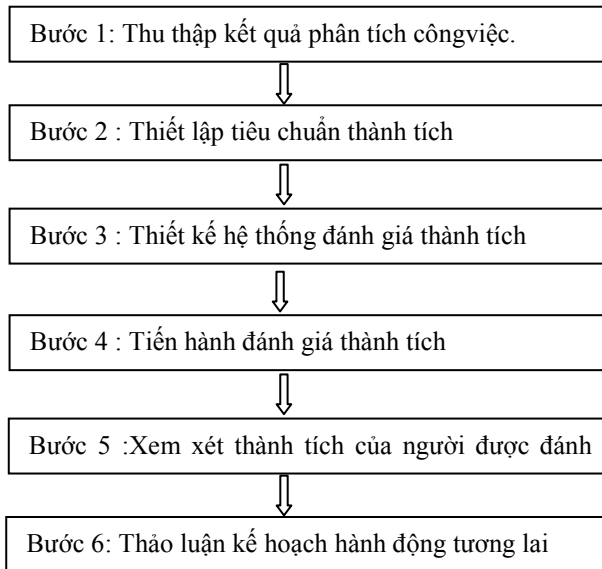 Bước 1: Thu thập kết quả phân tích côngviệc.
Bước 2 : Thiết lập tiêu chuẩn thành tích
Bước 3 : Thiết kế hệ thống đánh giá thành tích
Bước 4 : Tiến hành đánh giá thành tích
Bước 5 :Xem xét thành tích của người được đánh
Bước 6: Thảo luận kế hoạch hành động tương lai